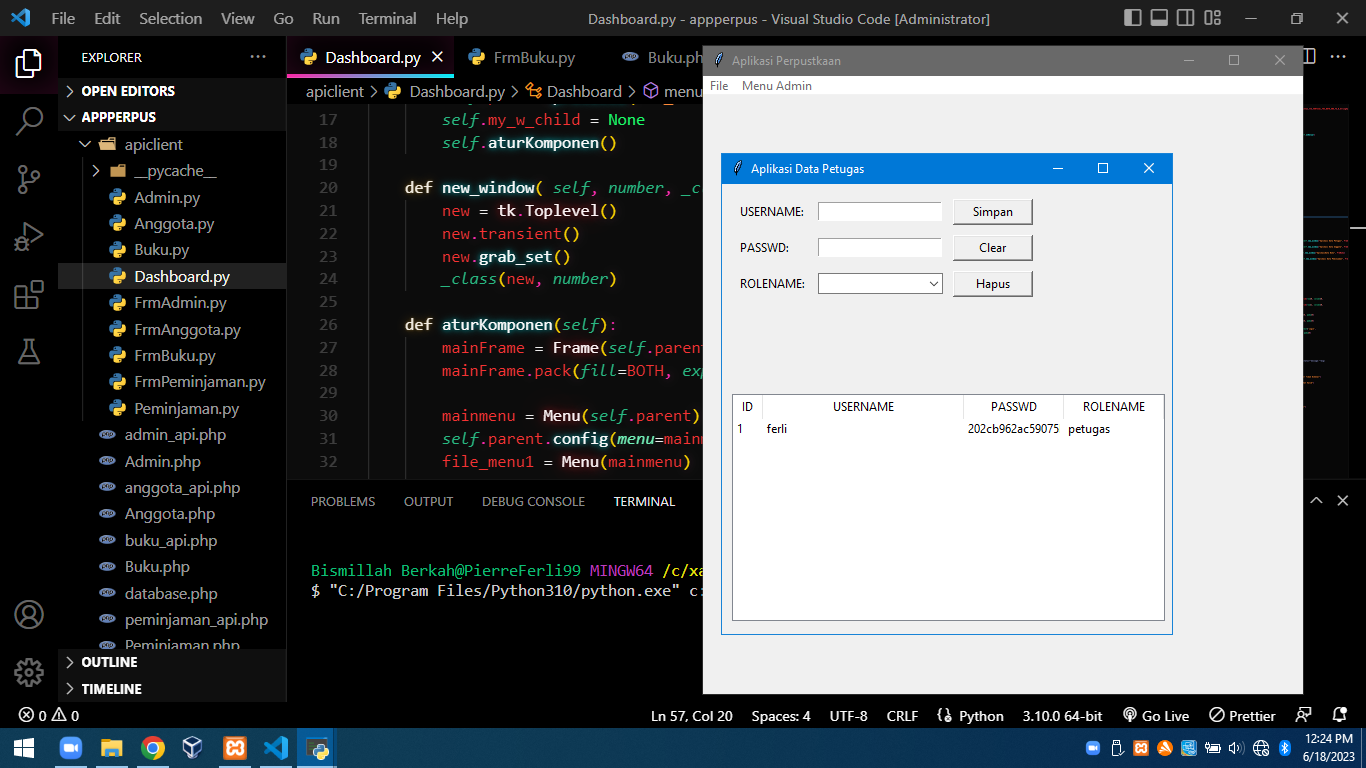 File Edit Selection View Go Run Terminal Help
Dashboard.py - appperpus - Visual Studio Code [Administrator]
EXPLORER
OPEN EDITORS
APPPERPUS
apiclient
__pycache__
Admin.py
Anggota.py
Buku.py
Dashboard.py
FrmAdmin.py
FrmAnggota.py
FrmBuku.py
FrmPeminjaman.py
Peminjaman.py
admin_api.php
Admin.php
anggota_api.php
Anggota.php
buku_api.php
Buku.php
database.php
peminjaman_api.php
Peminjaman.php
OUTLINE
TIMELINE
Dashboard.py
FrmBuku.py
Buku.ph
apiclient > Dashboard.py > Dashboard > menu
17 self.my_w_child = None
18 self.aturKomponen()
19
20 def new_window( self, number, _c
21 new = tk.Toplevel()
22 new.transient()
23 new.grab_set()
24 _class(new, number)
25
26 def aturKomponen(self):
27 mainFrame = Frame(self.parent
28 mainFrame.pack(fill=BOTH, exp
29
30 mainmenu = Menu(self.parent)
31 self.parent.config(menu=mainm
32 file_menu1 = Menu(mainmenu)
PROBLEMS OUTPUT DEBUG CONSOLE TERMINAL
Bismillah Berkah@PierreFerli99 MINGW64 /c/xa
$ "C:/Program Files/Python310/python.exe" c:
Aplikasi Perpustkaan
File Menu Admin
Aplikasi Data Petugas
USERNAME: Simpan
PASSWD: Clear
ROLENAME: Hapus
ID USERNAME PASSWD ROLENAME
1 ferli 202cb962ac59075 petugas
0 0 Ln 57, Col 20 Spaces: 4 UTF-8 CRLF Python 3.10.0 64-bit Go Live Prettier
12:24 PM
6/18/2023